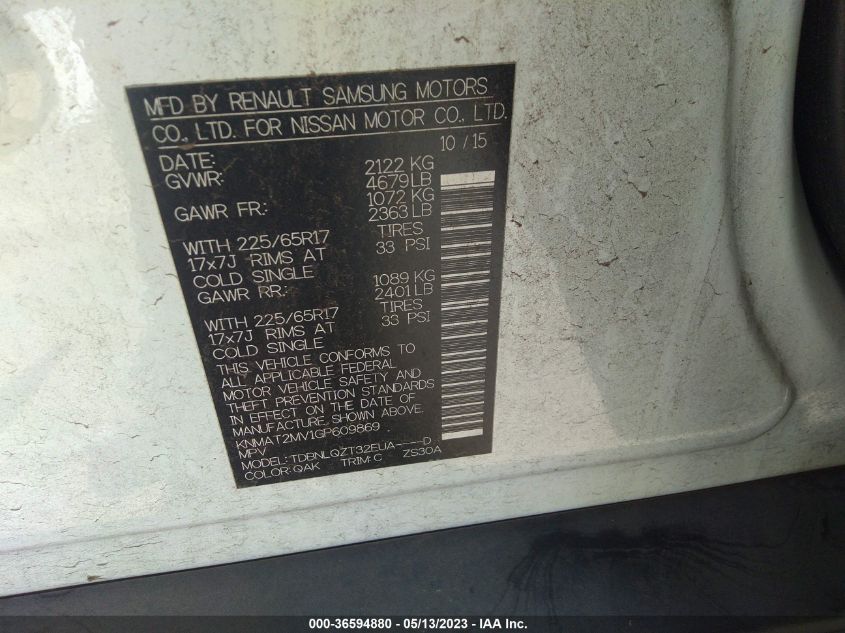 MFD BY RENAULT SAMSUNG MOTORS
CO., LTD. FOR NISSAN MOTOR CO., LTD.
10 / 15
DATE:
GVWR: 2122 KG
4679 LB
GAWR FR.: 1072 KG
2363 LB
WITH 225/65R17 TIRES
17x7J RIMS AT 33 PSI
COLD SINGLE
GAWR RR.: 1089 KG
2401 LB
WITH 225/65R17 TIRES
17x7J RIMS AT 33 PSI
COLD SINGLE
THIS VEHICLE CONFORMS TO
ALL APPLICABLE FEDERAL
MOTOR VEHICLE SAFETY AND
THEFT PREVENTION STANDARDS
IN EFFECT ON THE DATE OF
MANUFACTURE, SHOWN ABOVE.
KNMAT2MV1GP609869
MPV
MODEL: TDBNLQZT32EUA----D
COLOR: QAK TRIM: C ZS30A
000-36594880 - 05/13/2023 - IAA Inc.